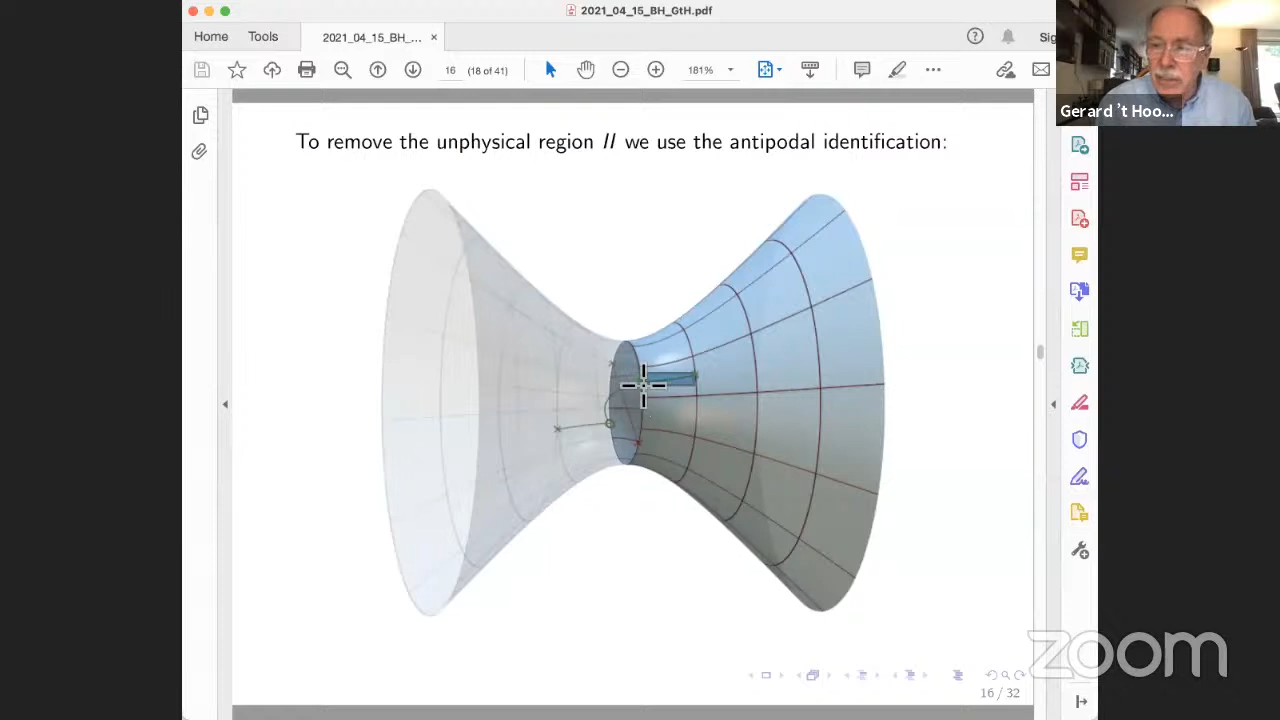 2021_04_15_BH_GtH.pdf
Home
Tools
2021_04_15_BH_...
Sig
16
(18 of 41)
181%
Gerard 't Hoo...
To remove the unphysical region II we use the antipodal identification:
16 / 32
zoom